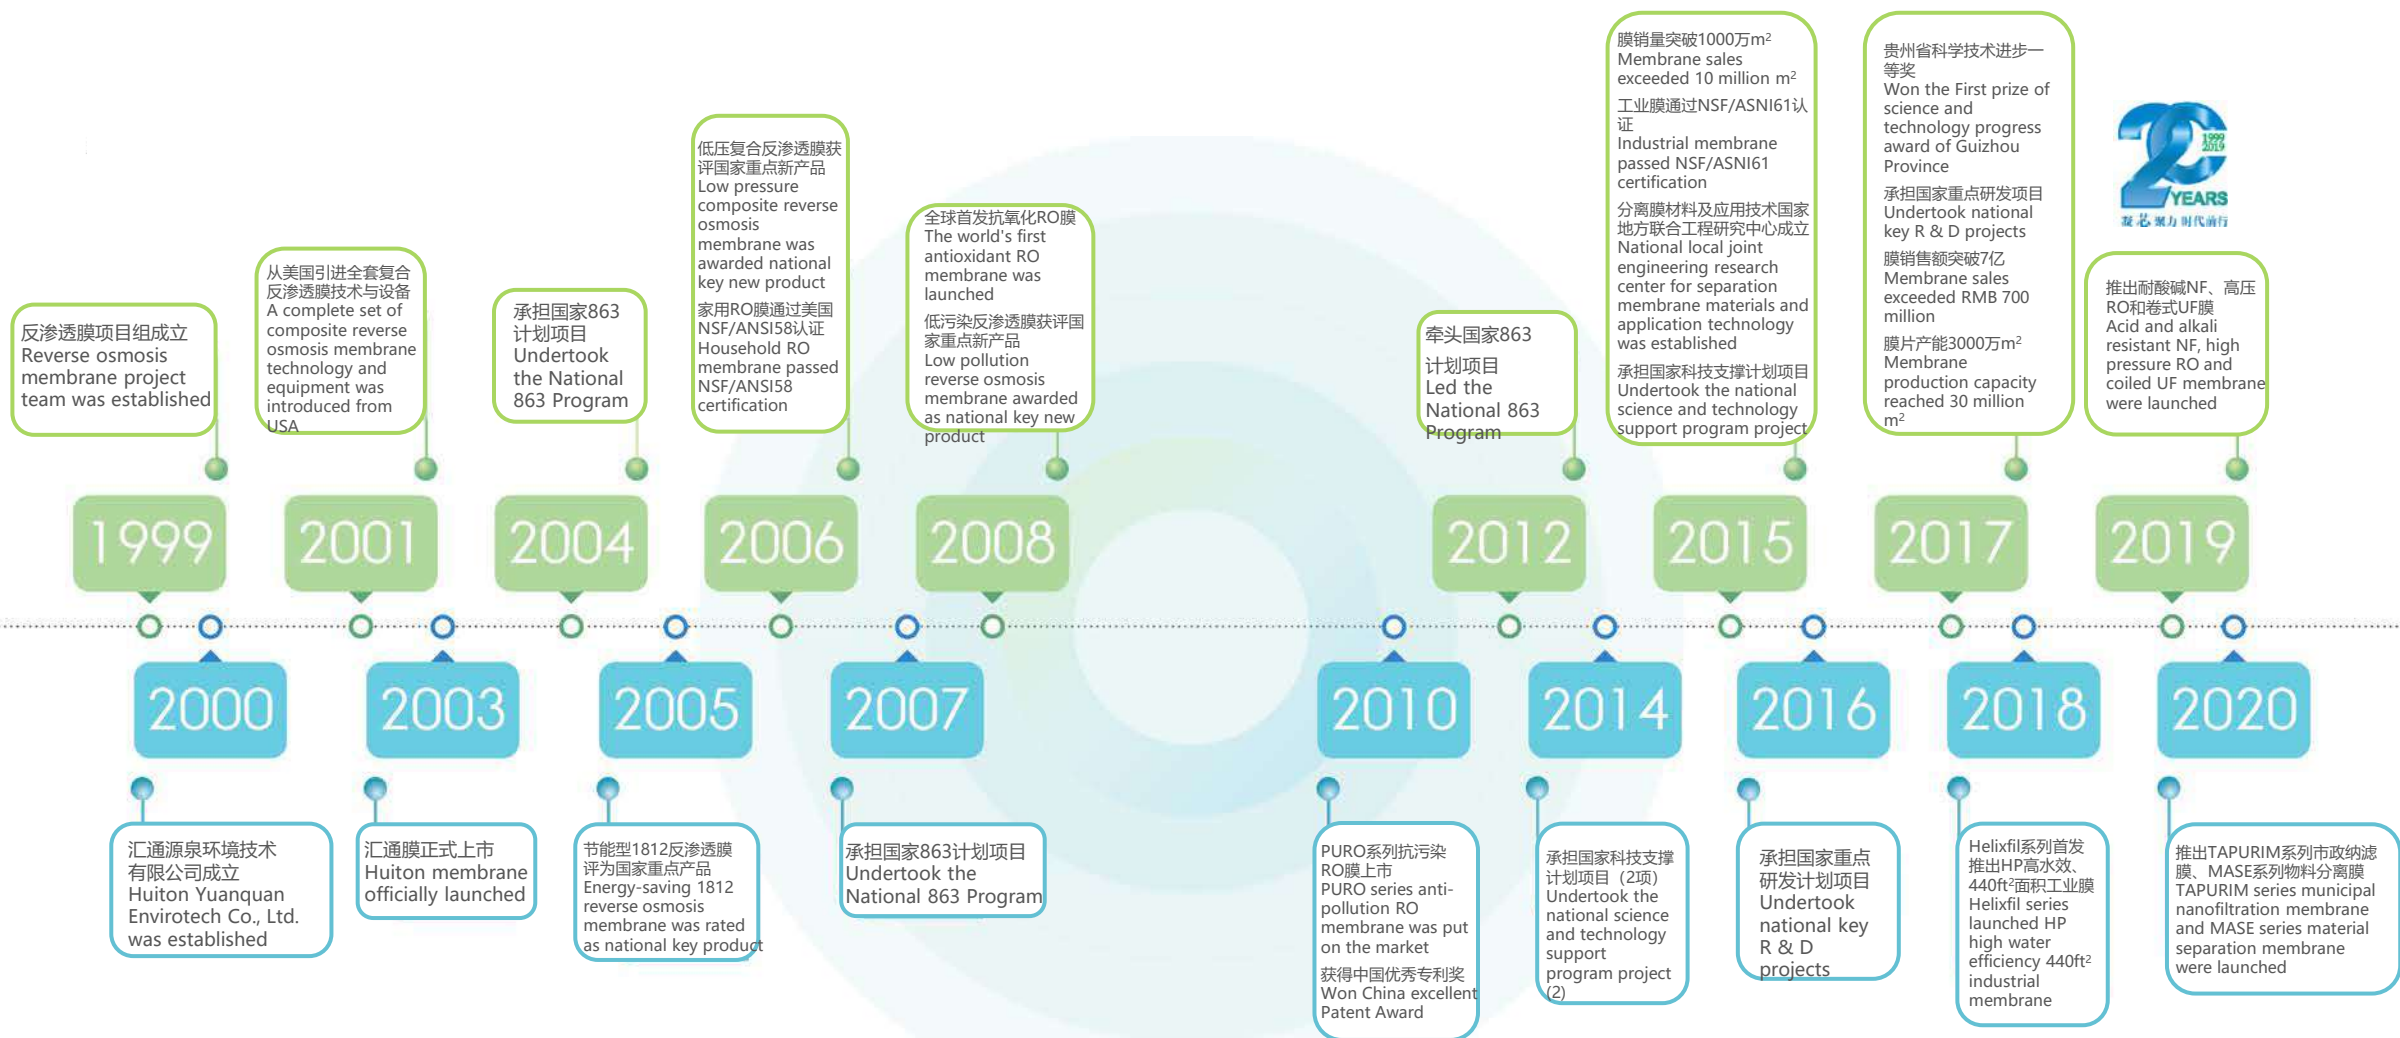 反渗透膜项目组成立
Reverse osmosis
membrane project
team was established
1999
从美国引进全套复合
反渗透膜技术与设备
A complete set of
composite reverse
osmosis membrane
technology and
equipment was
introduced from
USA
2001
承担国家863
计划项目
Undertook
the National
863 Program
2004
低压复合反渗透膜获
评国家重点新产品
Low pressure
composite reverse
osmosis
membrane was
awarded national
key new product
家用RO膜通过美国
NSF/ANSI58认证
Household RO
membrane passed
NSF/ANSI58
certification
2006
全球首发抗氧化RO膜
The world's first
antioxidant RO
membrane was
launched
低污染反渗透膜获评国
家重点新产品
Low pollution
reverse osmosis
membrane awarded
as national key new
product
2008
牵头国家863
计划项目
Led the
National 863
Program
2012
膜销量突破1000万m²
Membrane sales
exceeded 10 million m²
工业膜通过NSF/ASNI61认
证
Industrial membrane
passed NSF/ASNI61
certification
分离膜材料及应用技术国家
地方联合工程研究中心成立
National local joint
engineering research
center for separation
membrane materials and
application technology
was established
承担国家科技支撑计划项目
Undertook the national
science and technology
support program project
2015
贵州省科学技术进步一
等奖
Won the First prize of
science and
technology progress
award of Guizhou
Province
承担国家重点研发项目
Undertook national
key R & D projects
膜销售额突破7亿
Membrane sales
exceeded RMB 700
million
膜片产能3000万m²
Membrane
production capacity
reached 30 million
m²
2017
20
1999
2019
YEARS
凝芯聚力 时代前行
推出耐酸碱NF、高压
RO和卷式UF膜
Acid and alkali
resistant NF, high
pressure RO and
coiled UF membrane
were launched
2019
2000
汇通源泉环境技术
有限公司成立
Huiton Yuanquan
Envirotech Co., Ltd.
was established
2003
汇通膜正式上市
Huiton membrane
officially launched
2005
节能型1812反渗透膜
评为国家重点产品
Energy-saving 1812
reverse osmosis
membrane was rated
as national key product
2007
承担国家863计划项目
Undertook the
National 863 Program
2010
PURO系列抗污染
RO膜上市
PURO series anti-
pollution RO
membrane was put
on the market
获得中国优秀专利奖
Won China excellent
Patent Award
2014
承担国家科技支撑
计划项目（2项）
Undertook the
national science
and technology
support
program project
(2)
2016
承担国家重点
研发计划项目
Undertook
national key
R & D
projects
2018
Helixfil系列首发
推出HP高水效、
440ft²面积工业膜
Helixfil series
launched HP
high water
efficiency 440ft²
industrial
membrane
2020
推出TAPURIM系列市政纳滤
膜、MASE系列物料分离膜
TAPURIM series municipal
nanofiltration membrane
and MASE series material
separation membrane
were launched